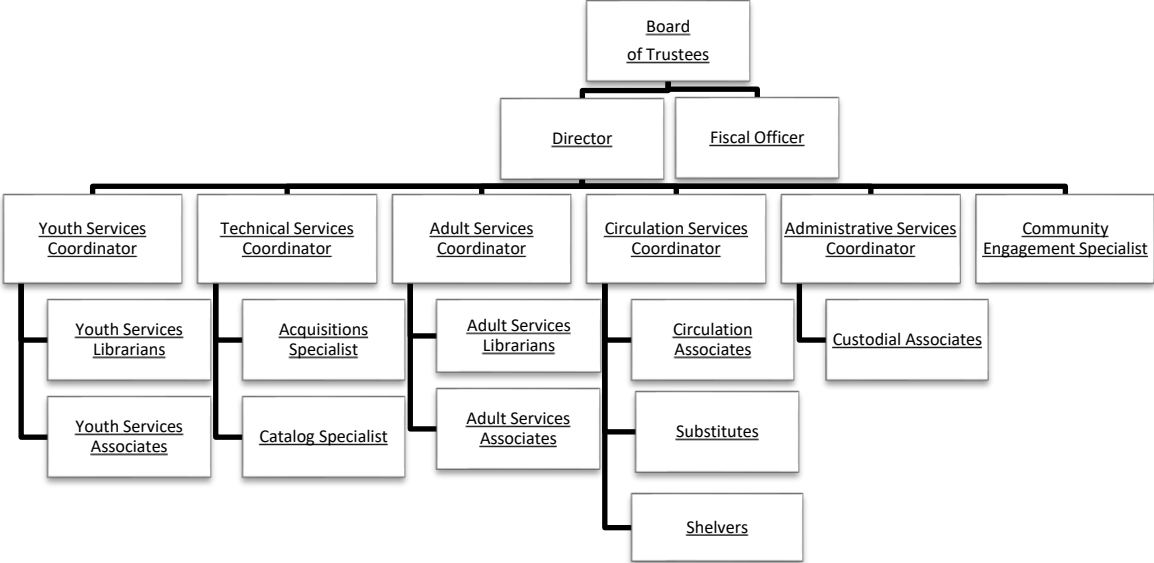 Board
of Trustees
Director
Fiscal Officer
Youth Services
Coordinator
Technical Services
Coordinator
Adult Services
Coordinator
Circulation Services
Coordinator
Administrative Services
Coordinator
Community
Engagement Specialist
Youth Services
Librarians
Acquisitions
Specialist
Adult Services
Librarians
Circulation
Associates
Custodial Associates
Youth Services
Associates
Catalog Specialist
Adult Services
Associates
Substitutes
Shelvers